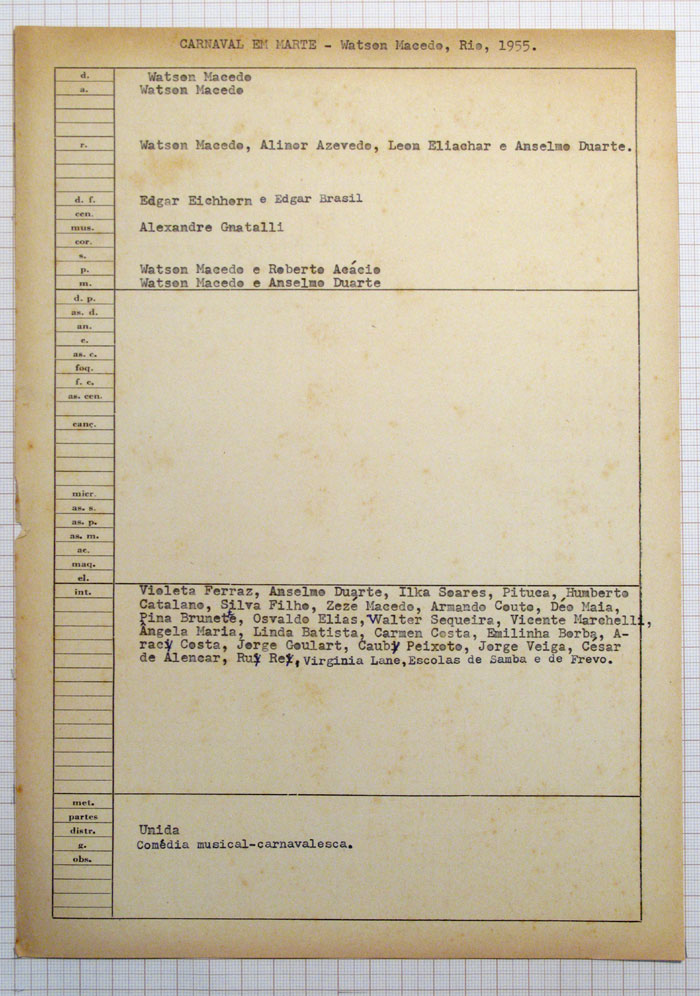 CARNAVAL EM MARTE - Watson Macedo, Rio, 1955.
d. Watson Macedo
a. Watson Macedo
r. Watson Macedo, Alinor Azevedo, Leon Eliachar e Anselmo Duarte.
d. f. Edgar Eichhorn e Edgar Brasil
cen.
mus. Alexandre Gnatalli
cor.
s.
p. Watson Macedo e Roberto Acácio
m. Watson Macedo e Anselmo Duarte
d. p.
as. d.
an.
e.
as. c.
foq.
f. c.
as. cen.
canç.
micr.
as. s.
as. p.
as. m.
ac.
maq.
el.
int. Violeta Ferraz, Anselmo Duarte, Ilka Soares, Pituca, Humberto
Catalano, Silva Filho, Zezé Macedo, Armando Couto, Déo Maia,
Pina Brunete, Osvaldo Elias, Walter Sequeira, Vicente Marchelli,
Ângela Maria, Linda Batista, Carmen Costa, Emilinha Borba, A-
racy Costa, Jorge Goulart, Cauby Peixoto, Jorge Veiga, César
de Alencar, Ruy Rey, Virginia Lane, Escolas de Samba e de Frevo.
met.
partes
distr. Unida
g. Comédia musical-carnavalesca.
obs.